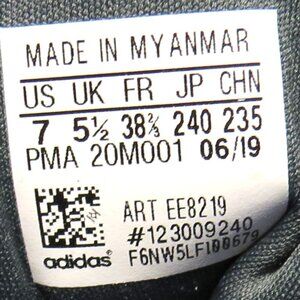 MADE IN MYANMAR
US UK FR JP CHN
7 5½ 38⅔ 240 235
PMA 20M001 06/19
ART EE8219
#123009240
adidas F6NW5LF100679